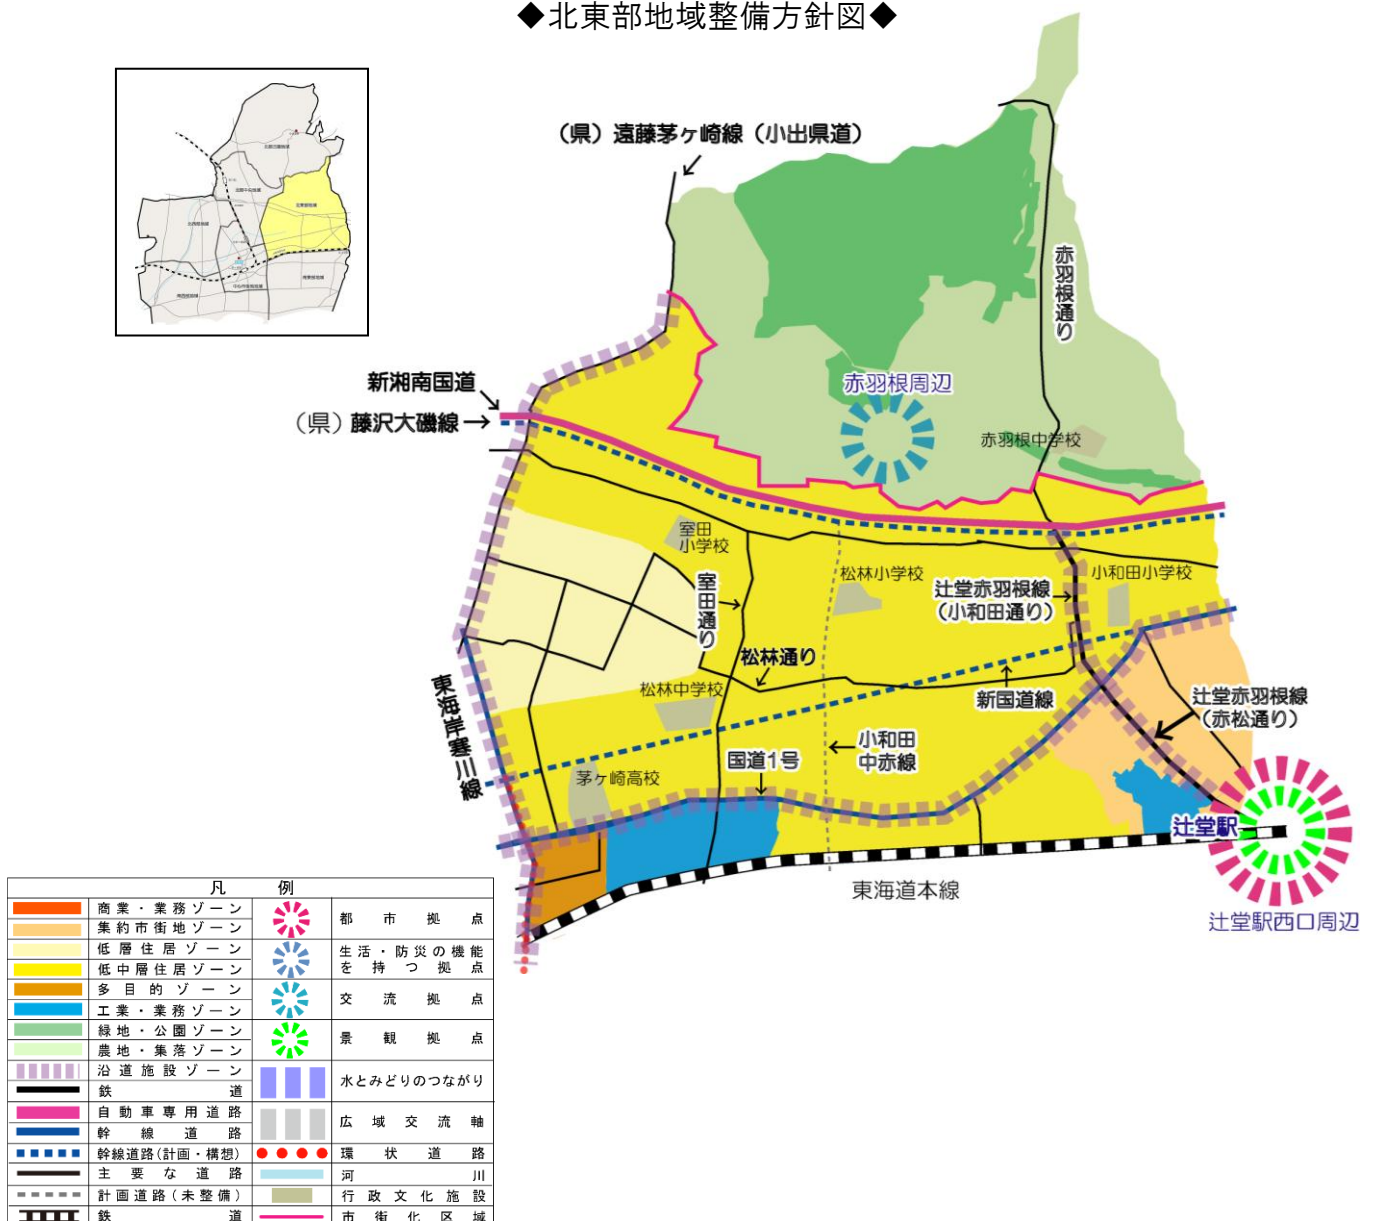 ◆北東部地域整備方針図◆
（県）遠藤茅ヶ崎線（小出県道）
赤羽根通り
新湘南国道
（県）藤沢大磯線
赤羽根周辺
赤羽根中学校
室田
小学校
松林小学校
小和田小学校
室田通り
辻堂赤羽根線
（小和田通り）
松林通り
松林中学校
新国道線
辻堂赤羽根線
（赤松通り）
東海岸寒川線
小和田
中赤線
国道1号
茅ヶ崎高校
辻堂駅
東海道本線
辻堂駅西口周辺
凡　例
商業・業務ゾーン
集約市街地ゾーン
都市拠点
低層住居ゾーン
低中層住居ゾーン
生活・防災の機能
を持つ拠点
多目的ゾーン
工業・業務ゾーン
交流拠点
緑地・公園ゾーン
農地・集落ゾーン
景観拠点
沿道施設ゾーン
鉄道
水とみどりのつながり
自動車専用道路
幹線道路
広域交流軸
幹線道路(計画・構想)
環状道路
主要な道路
河川
計画道路(未整備)
行政文化施設
鉄道
市街化区域